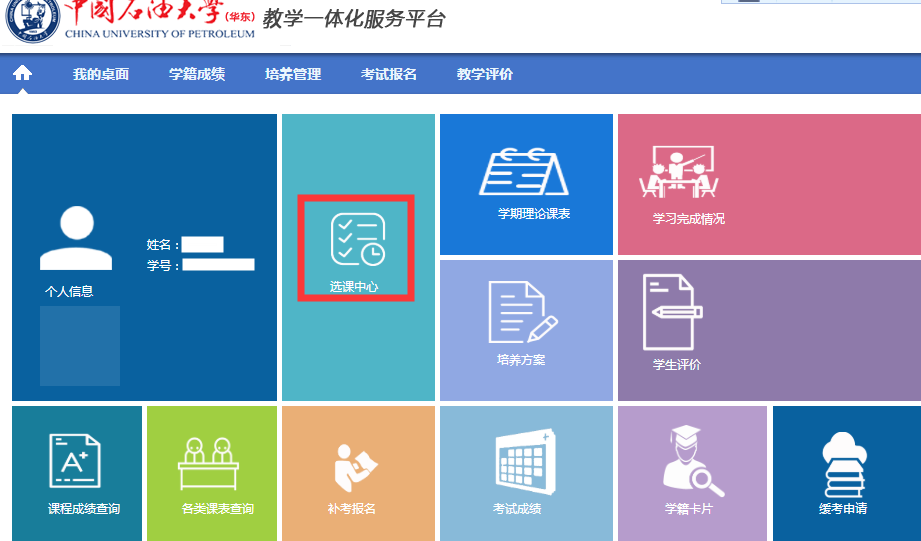 中国石油大学(华东) 教学一体化服务平台
CHINA UNIVERSITY OF PETROLEUM
我的桌面 学籍成绩 培养管理 考试报名 教学评价
姓名：
学号：
个人信息
选课中心
学期理论课表
学习完成情况
培养方案
学生评价
A+
课程成绩查询
各类课表查询
补考报名
考试成绩
学籍卡片
缓考申请